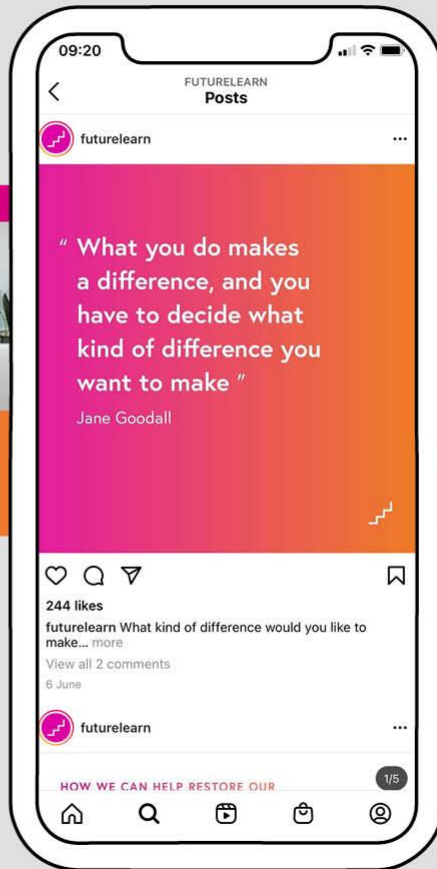 09:20
FUTURELEARN
Posts
futurelearn
“ What you do makes
a difference, and you
have to decide what
kind of difference you
want to make ”
Jane Goodall
244 likes
futurelearn What kind of difference would you like to
make... more
View all 2 comments
6 June
futurelearn
1/5
HOW WE CAN HELP RESTORE OUR